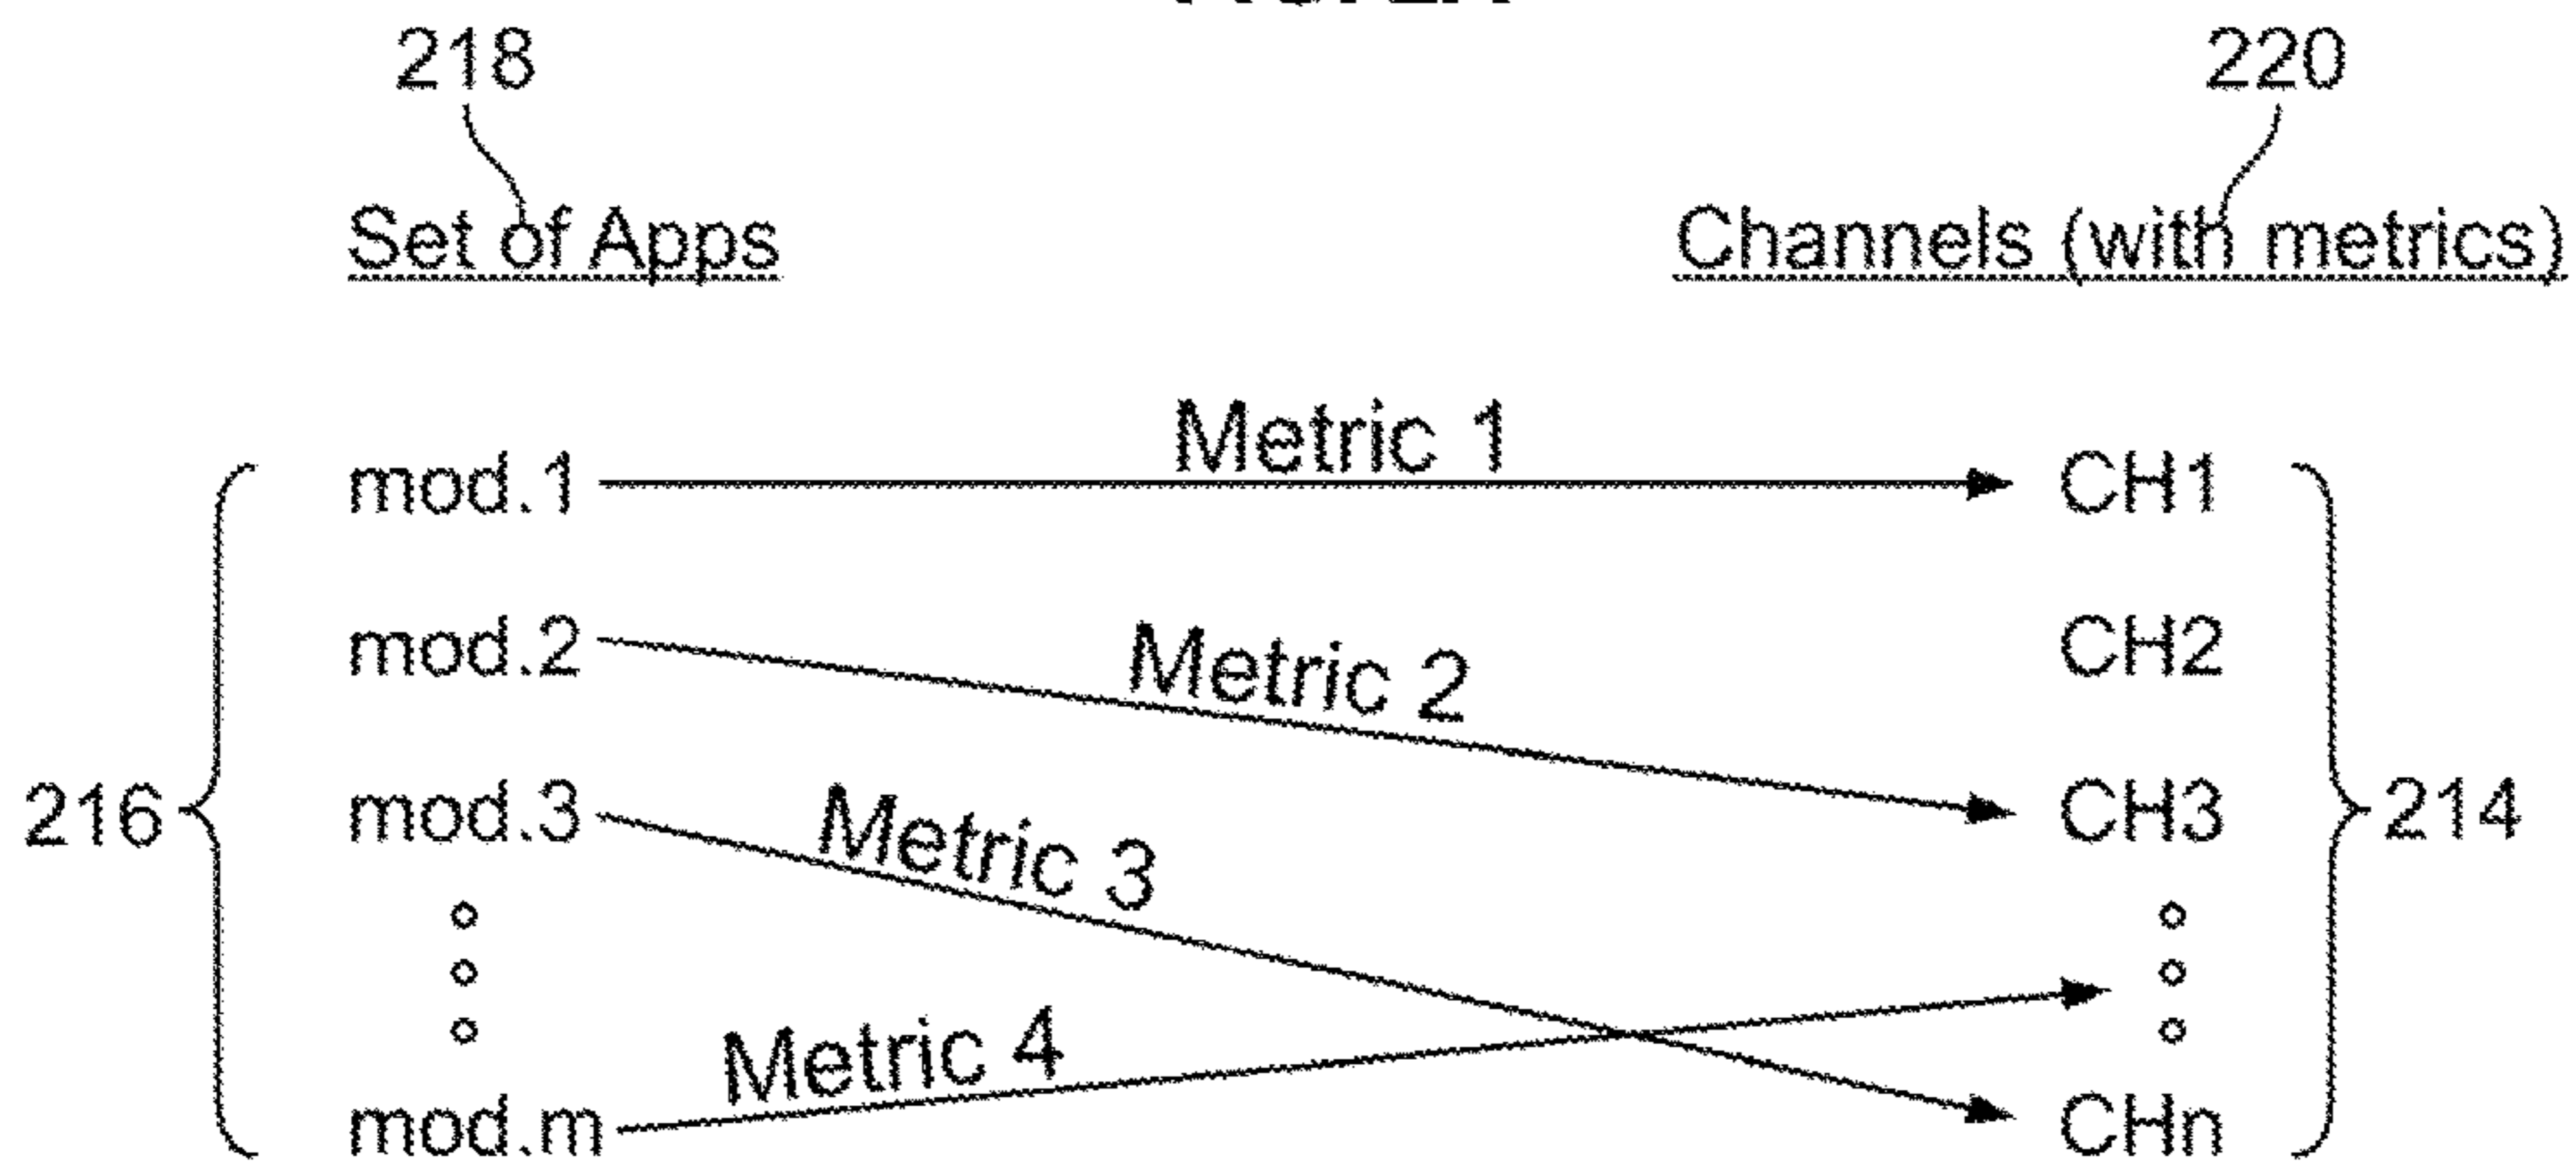 218 220
Set of Apps Channels (with metrics)
Metric 1
mod.1 CH1
mod.2 Metric 2 CH2
216 mod.3 CH3 214
Metric 3
Metric 4
mod.m CHn